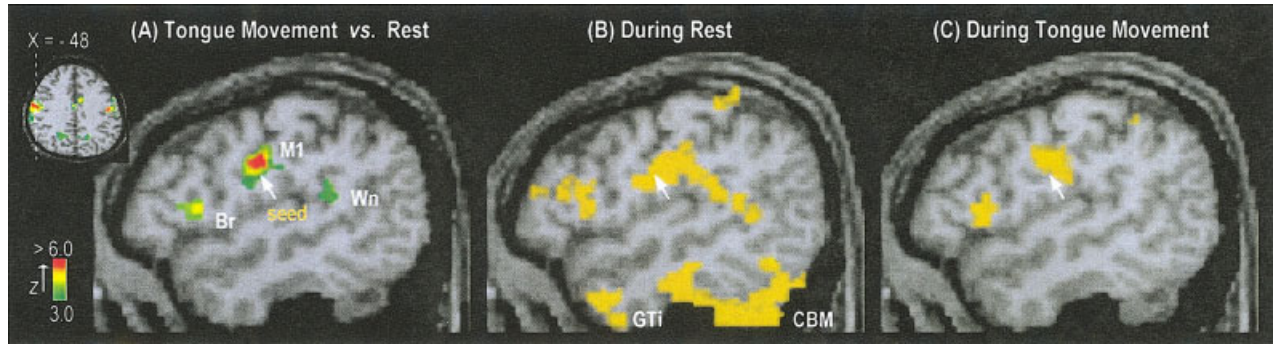 (A) Tongue Movement vs. Rest
X = - 48
M1
seed
Wn
Br
> 6.0
Z
3.0
(B) During Rest
GTi
CBM
(C) During Tongue Movement